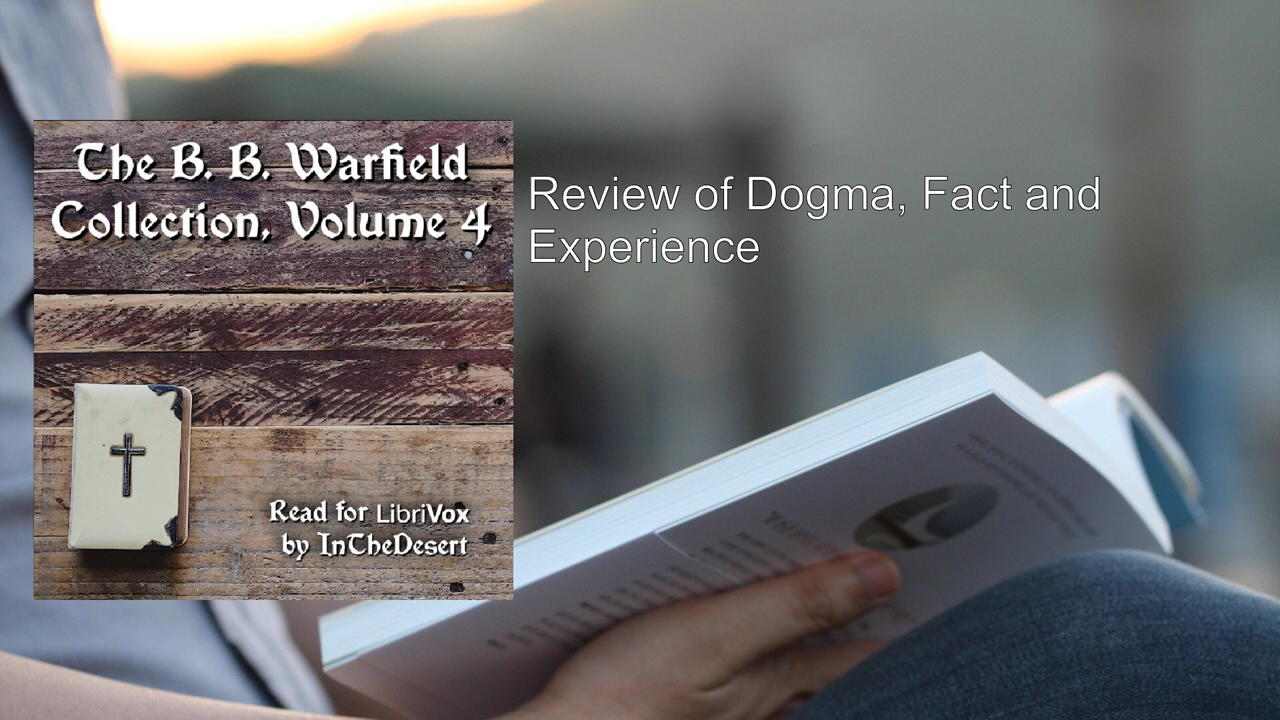 The B. B. Warfield
Collection, Volume 4
Read for LibriVox
by InTheDesert
Review of Dogma, Fact and
Experience